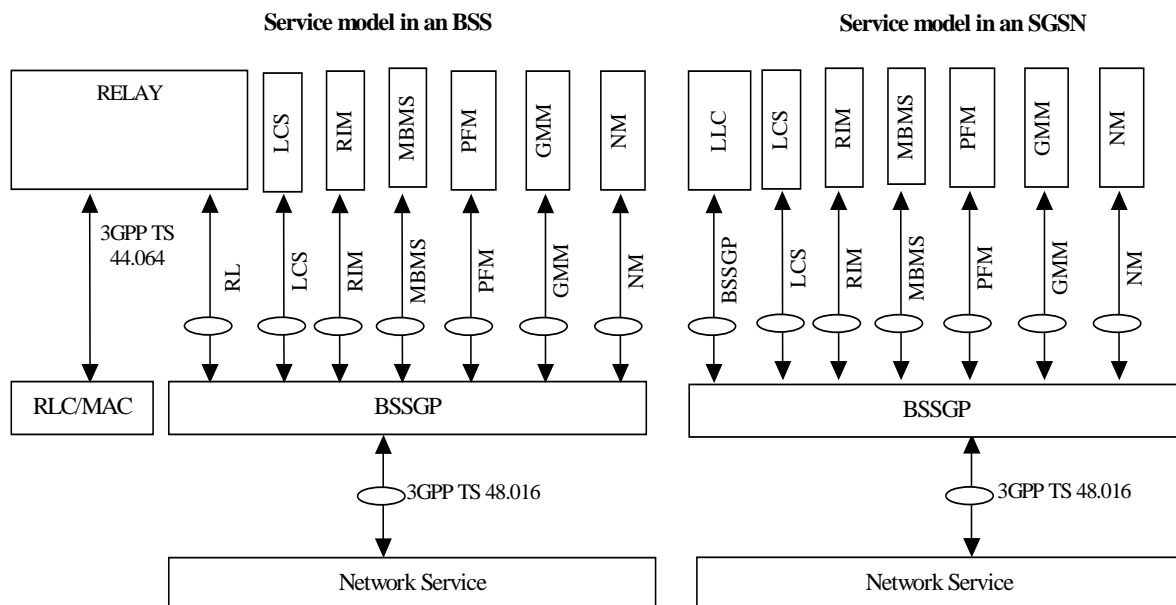 Service model in an BSS
Service model in an SGSN
RELAY
LCS
RIM
MBMS
PFM
GMM
NM
LLC
LCS
RIM
MBMS
PFM
GMM
NM
3GPP TS
44.064
RL
LCS
RIM
MBMS
PFM
GMM
NM
BSSGP
LCS
RIM
MBMS
PFM
GMM
NM
RLC/MAC
BSSGP
BSSGP
3GPP TS 48.016
3GPP TS 48.016
Network Service
Network Service